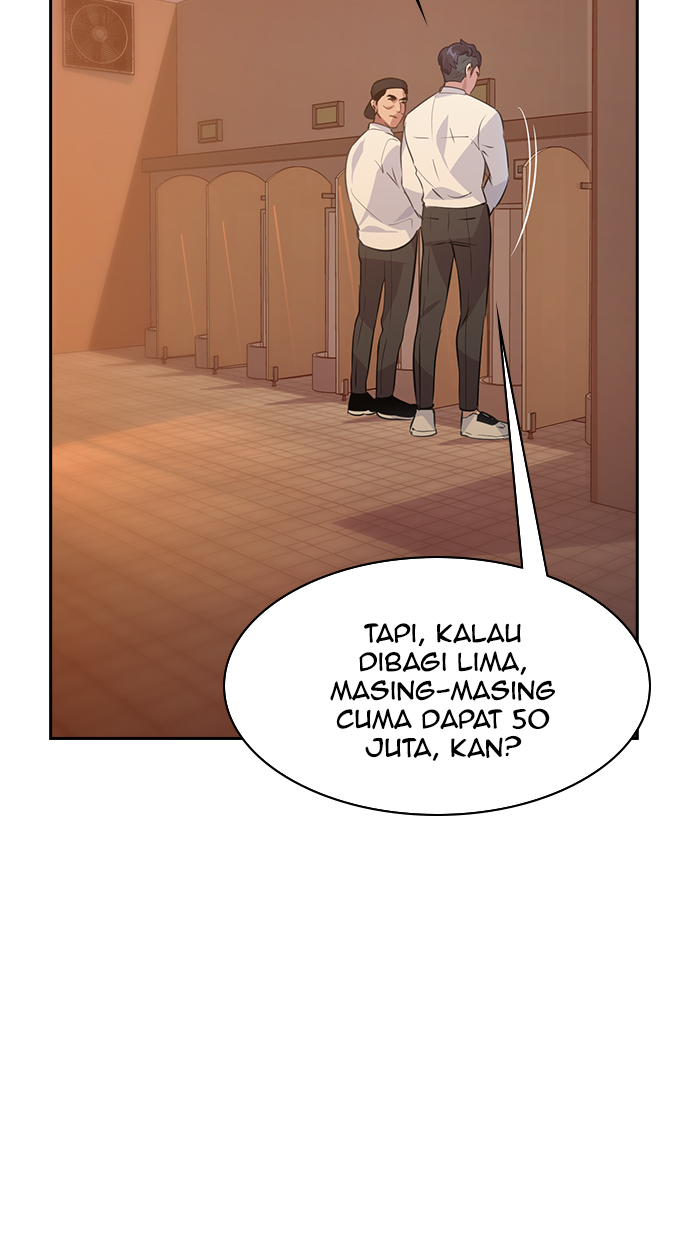 TAPI, KALAU
DIBAGI LIMA,
MASING-MASING
CUMA DAPAT 50
JUTA, KAN?